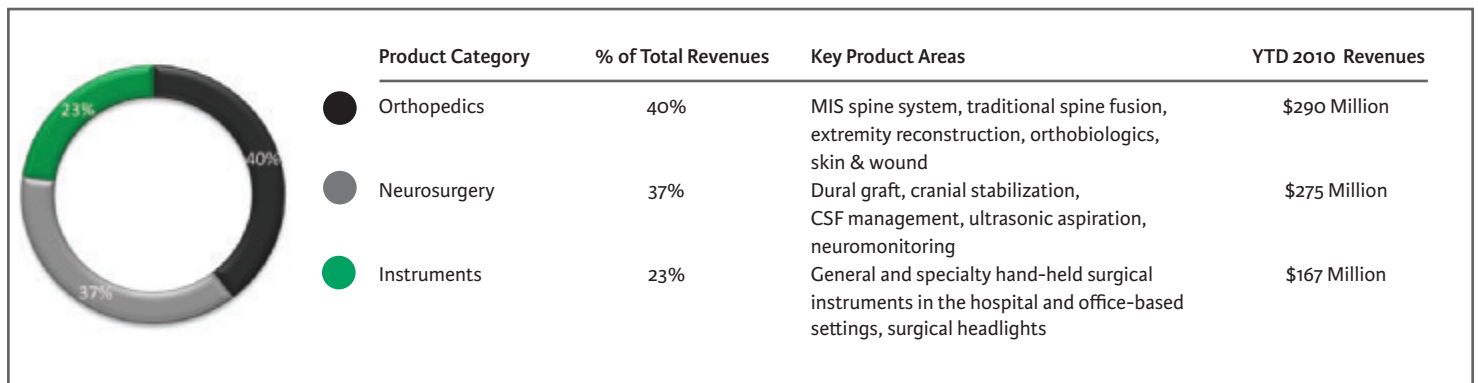 Product Category % of Total Revenues Key Product Areas YTD 2010 Revenues
Orthopedics 40% MIS spine system, traditional spine fusion, $290 Million
extremity reconstruction, orthobiologics,
skin & wound
Neurosurgery 37% Dural graft, cranial stabilization, $275 Million
CSF management, ultrasonic aspiration,
neuromonitoring
Instruments 23% General and specialty hand-held surgical $167 Million
instruments in the hospital and office-based
settings, surgical headlights
23%
40%
37%